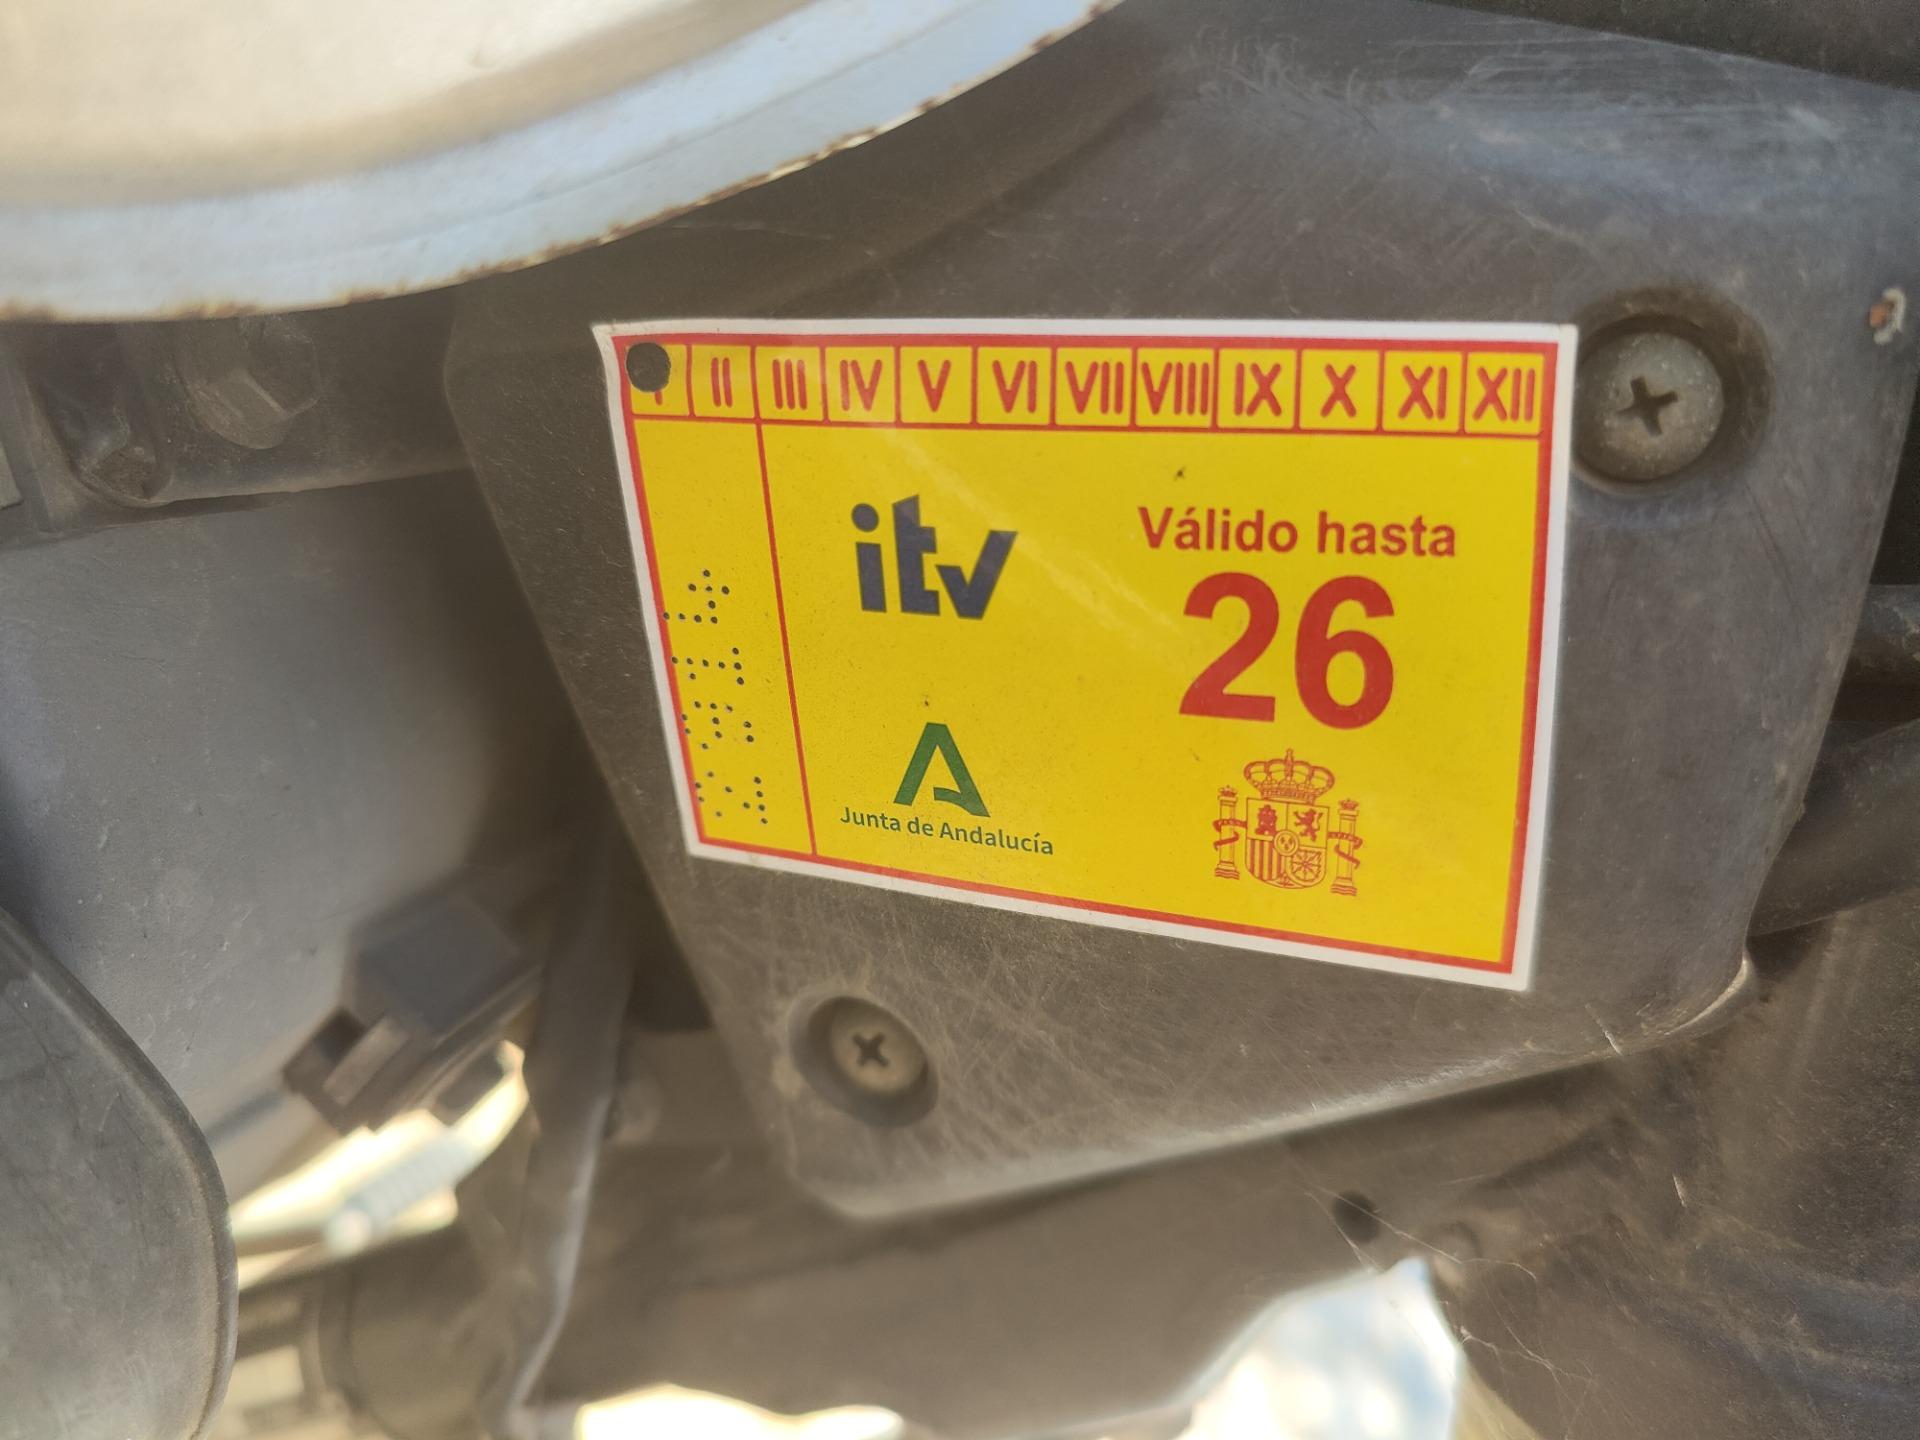 I II III IV V VI VII VIII IX X XI XII
itv
Válido hasta
26
Junta de Andalucía